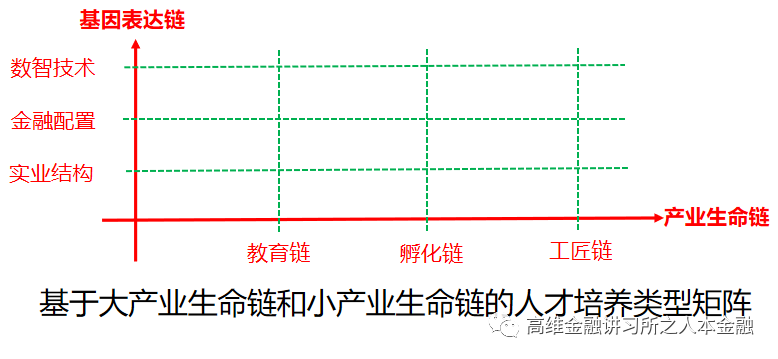 基因表达链
数智技术
金融配置
实业结构
产业生命链
教育链
孵化链
工匠链
基于大产业生命链和小产业生命链的人才培养类型矩阵
高维金融讲习所之人本金融